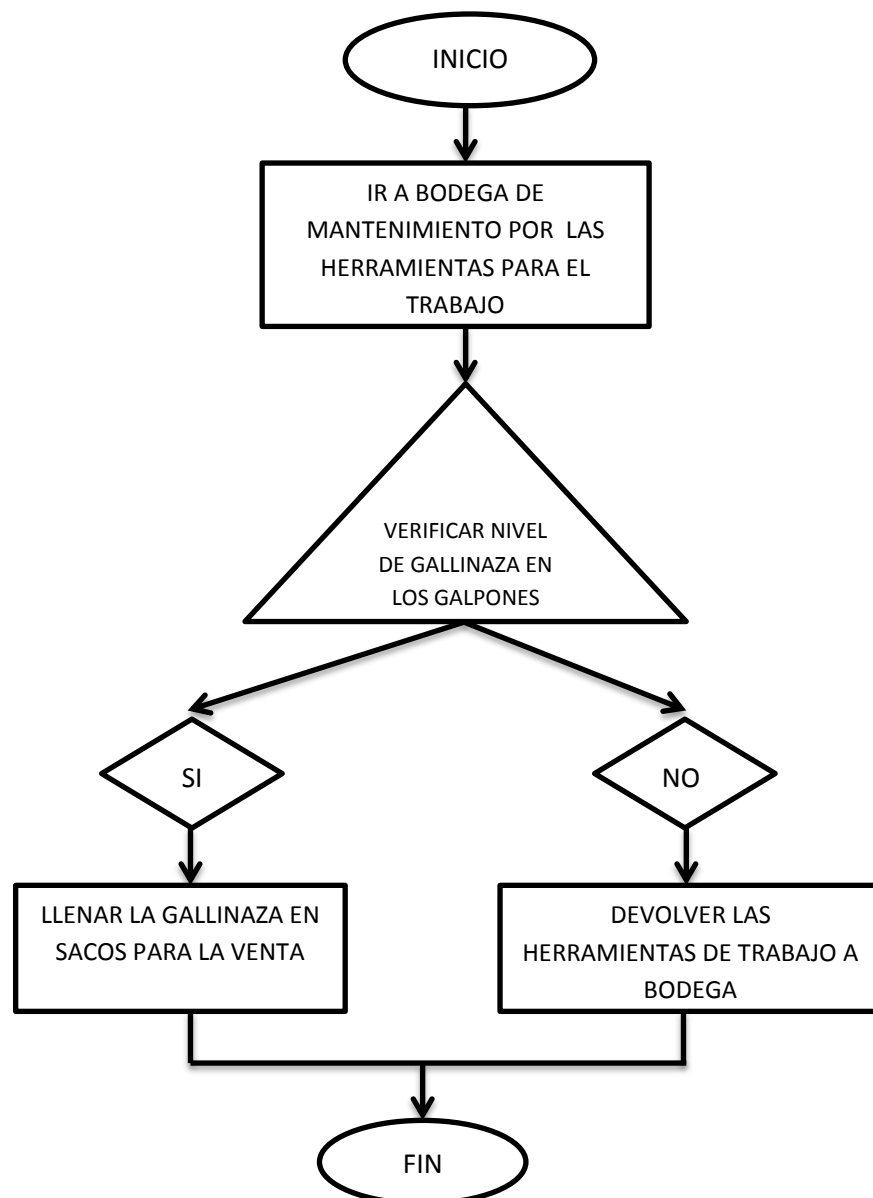 INICIO
IR A BODEGA DE
MANTENIMIENTO POR LAS
HERRAMIENTAS PARA EL
TRABAJO
VERIFICAR NIVEL
DE GALLINAZA EN
LOS GALPONES
SI
NO
LLENAR LA GALLINAZA EN
SACOS PARA LA VENTA
DEVOLVER LAS
HERRAMIENTAS DE TRABAJO A
BODEGA
FIN